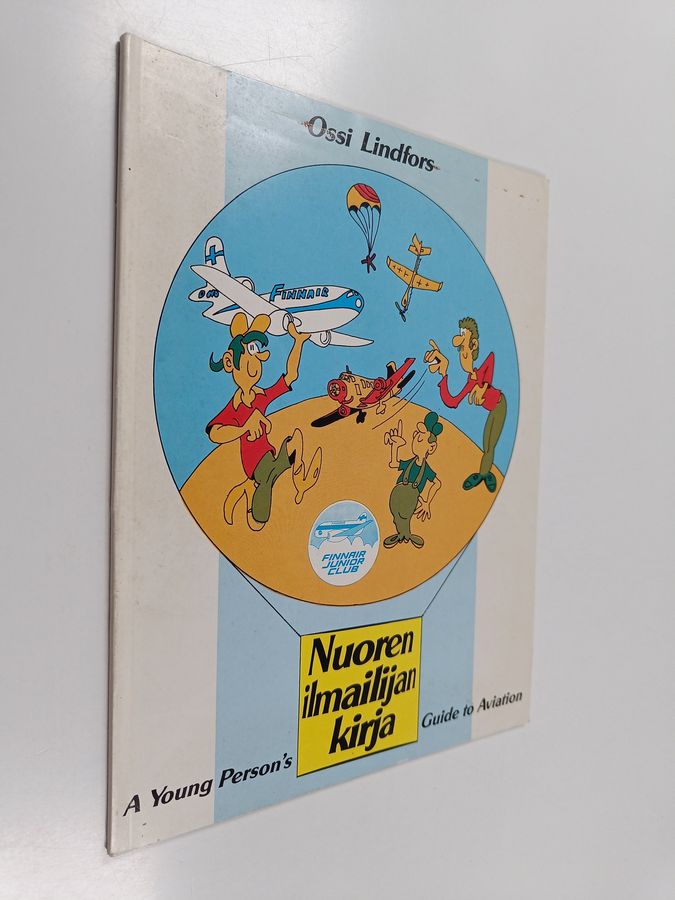 Ossi Lindfors
FINNAIR
FINNAIR
JUNIOR
CLUB
Nuoren
ilmailijan
kirja
A Young Person's
Guide to Aviation